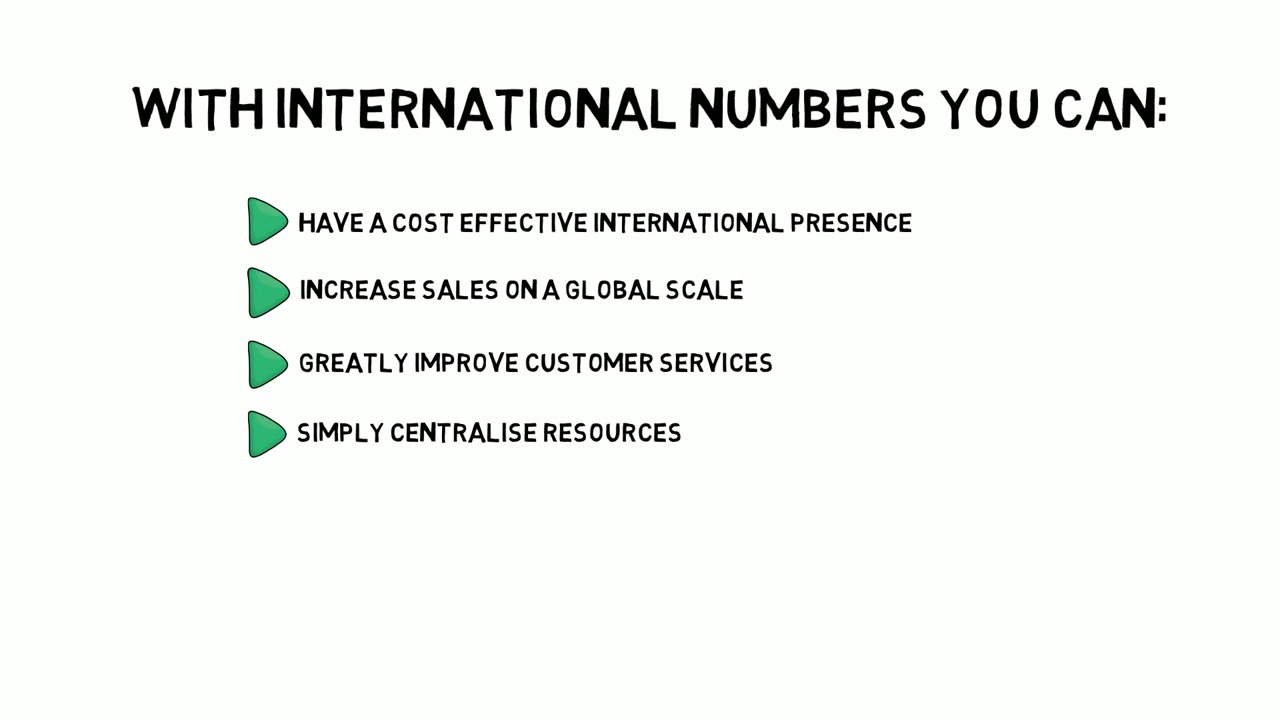 WITH INTERNATIONAL NUMBERS YOU CAN:
HAVE A COST EFFECTIVE INTERNATIONAL PRESENCE
INCREASE SALES ON A GLOBAL SCALE
GREATLY IMPROVE CUSTOMER SERVICES
SIMPLY CENTRALISE RESOURCES